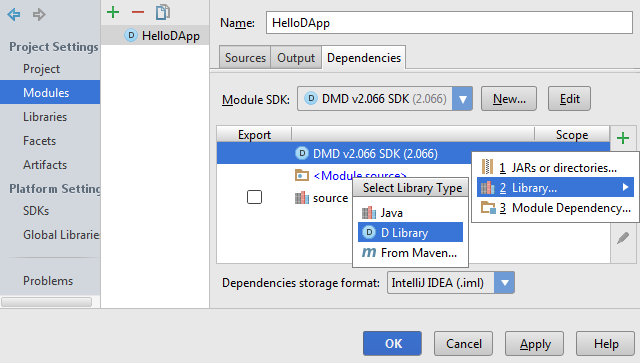 Project Settings
Project
Modules
Libraries
Facets
Artifacts
Platform Setting
SDKs
Global Libraries
Problems
HelloDApp
Name: HelloDApp
Sources Output Dependencies
Module SDK: DMD v2.066 SDK (2.066) New... Edit
Export Scope
DMD v2.066 SDK (2.066)
<Module source>
source
1 JARs or directories...
2 Library...
3 Module Dependency...
Select Library Type
Java
D Library
From Maven...
Dependencies storage format: IntelliJ IDEA (.iml)
OK Cancel Apply Help